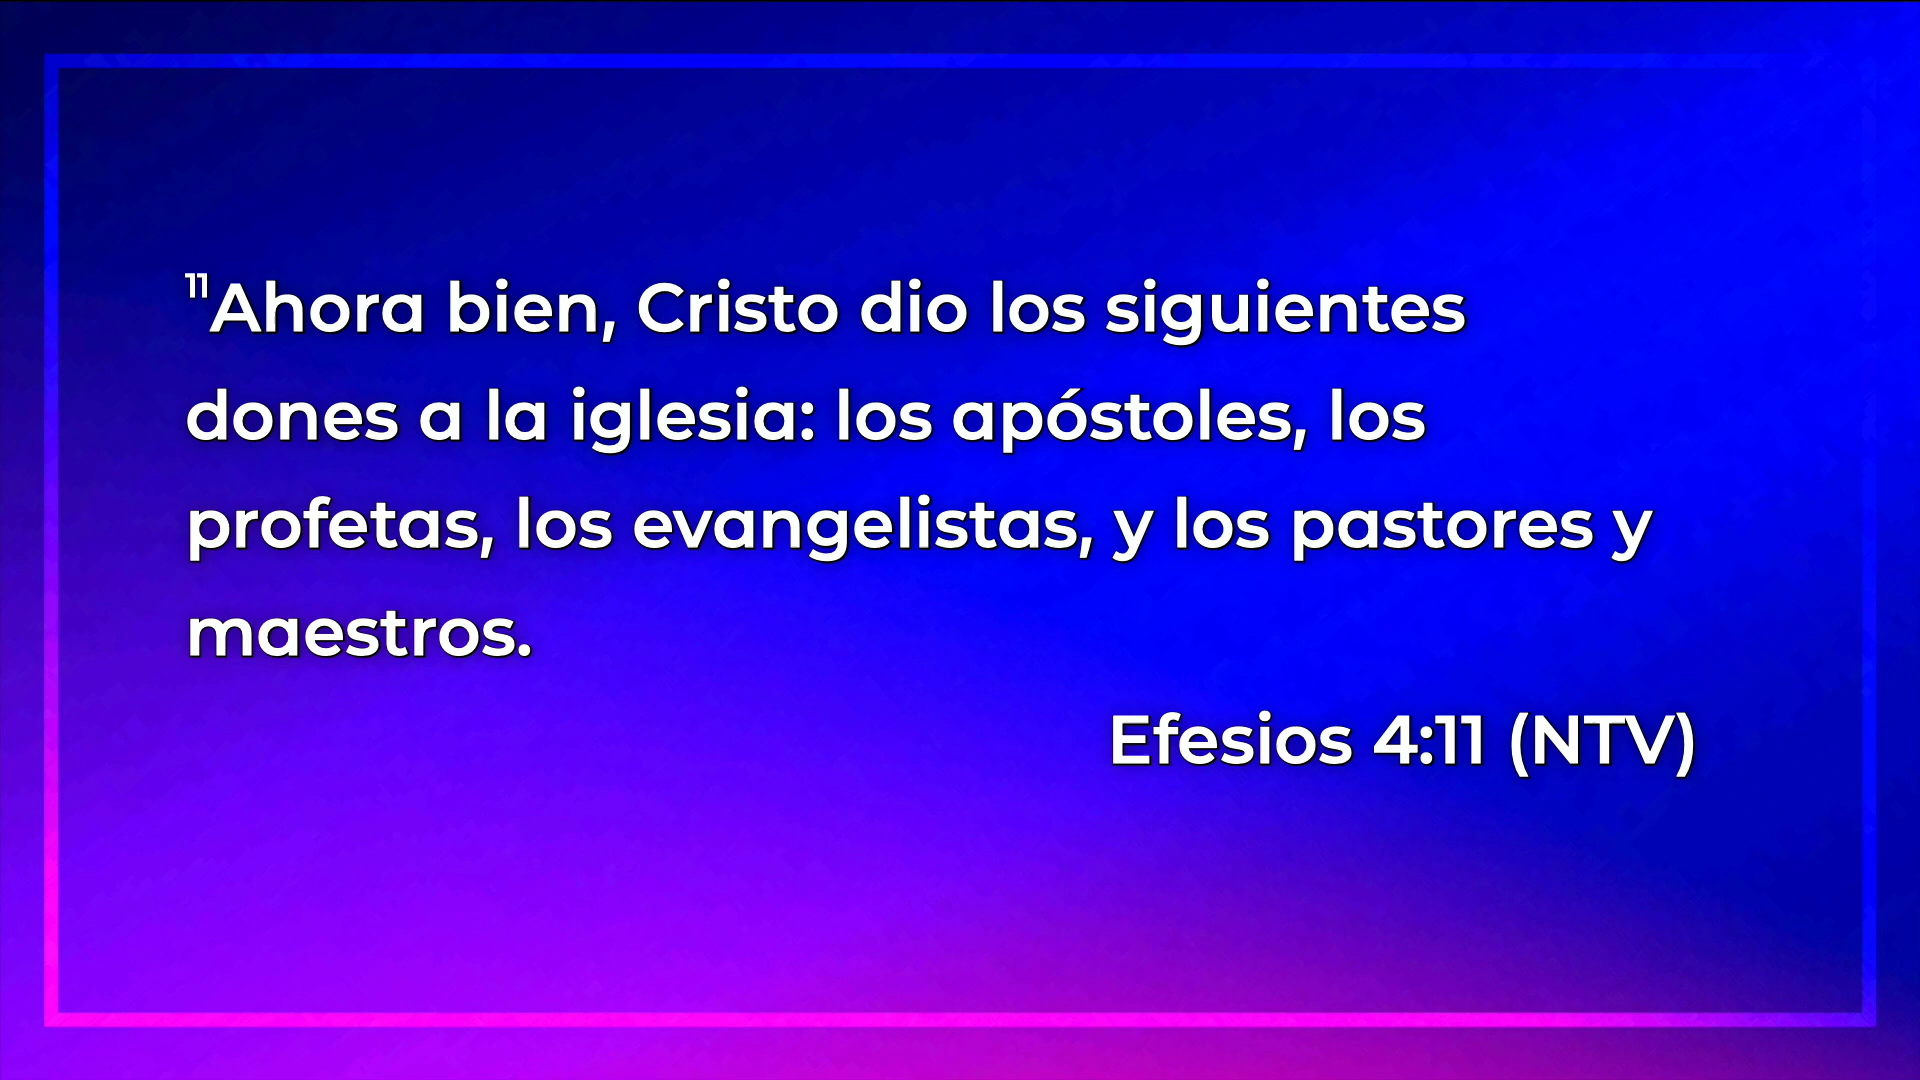 ¹¹Ahora bien, Cristo dio los siguientes
dones a la iglesia: los apóstoles, los
profetas, los evangelistas, y los pastores y
maestros.
Efesios 4:11 (NTV)